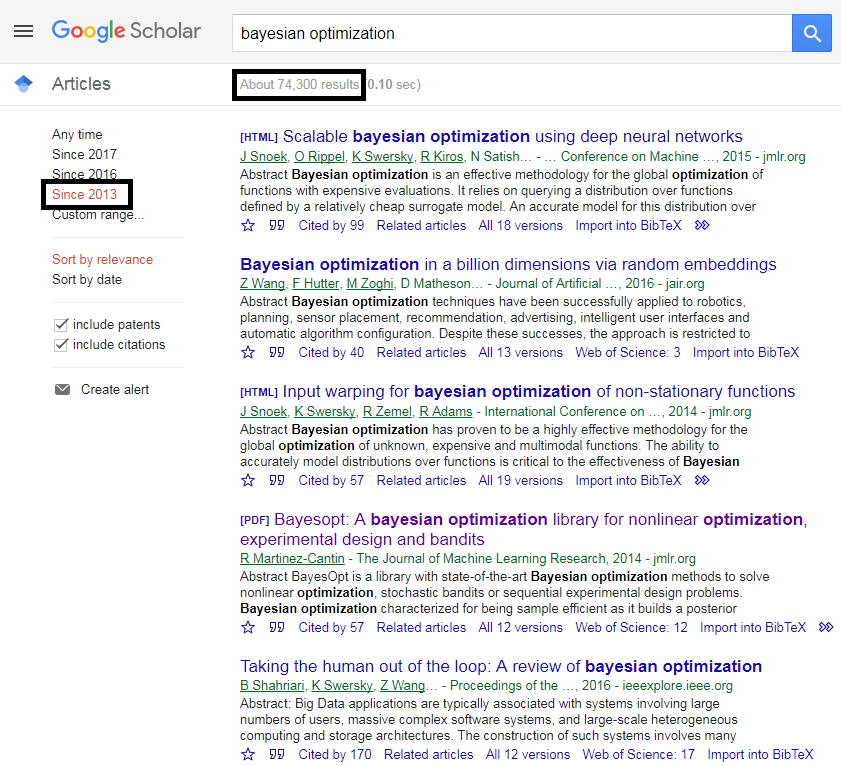 Google Scholar
bayesian optimization
Articles
About 74,300 results (0.10 sec)
Any time
Since 2017
Since 2016
Since 2013
Custom range...
Sort by relevance
Sort by date
include patents
include citations
Create alert
[HTML] Scalable bayesian optimization using deep neural networks
J Snoek, O Rippel, K Swersky, R Kiros, N Satish… - … Conference on Machine …, 2015 - jmlr.org
Abstract Bayesian optimization is an effective methodology for the global optimization of
functions with expensive evaluations. It relies on querying a distribution over functions
defined by a relatively cheap surrogate model. An accurate model for this distribution over
Cited by 99 Related articles All 18 versions Import into BibTeX
Bayesian optimization in a billion dimensions via random embeddings
Z Wang, F Hutter, M Zoghi, D Matheson… - Journal of Artificial …, 2016 - jair.org
Abstract Bayesian optimization techniques have been successfully applied to robotics,
planning, sensor placement, recommendation, advertising, intelligent user interfaces and
automatic algorithm configuration. Despite these successes, the approach is restricted to
Cited by 40 Related articles All 13 versions Web of Science: 3 Import into BibTeX
[HTML] Input warping for bayesian optimization of non-stationary functions
J Snoek, K Swersky, R Zemel, R Adams - International Conference on …, 2014 - jmlr.org
Abstract Bayesian optimization has proven to be a highly effective methodology for the
global optimization of unknown, expensive and multimodal functions. The ability to
accurately model distributions over functions is critical to the effectiveness of Bayesian
Cited by 57 Related articles All 19 versions Import into BibTeX
[PDF] Bayesopt: A bayesian optimization library for nonlinear optimization,
experimental design and bandits
R Martinez-Cantin - The Journal of Machine Learning Research, 2014 - jmlr.org
Abstract BayesOpt is a library with state-of-the-art Bayesian optimization methods to solve
nonlinear optimization, stochastic bandits or sequential experimental design problems.
Bayesian optimization characterized for being sample efficient as it builds a posterior
Cited by 57 Related articles All 12 versions Web of Science: 12 Import into BibTeX
Taking the human out of the loop: A review of bayesian optimization
B Shahriari, K Swersky, Z Wang… - Proceedings of the …, 2016 - ieeexplore.ieee.org
Abstract: Big Data applications are typically associated with systems involving large
numbers of users, massive complex software systems, and large-scale heterogeneous
computing and storage architectures. The construction of such systems involves many
Cited by 170 Related articles All 12 versions Web of Science: 17 Import into BibTeX